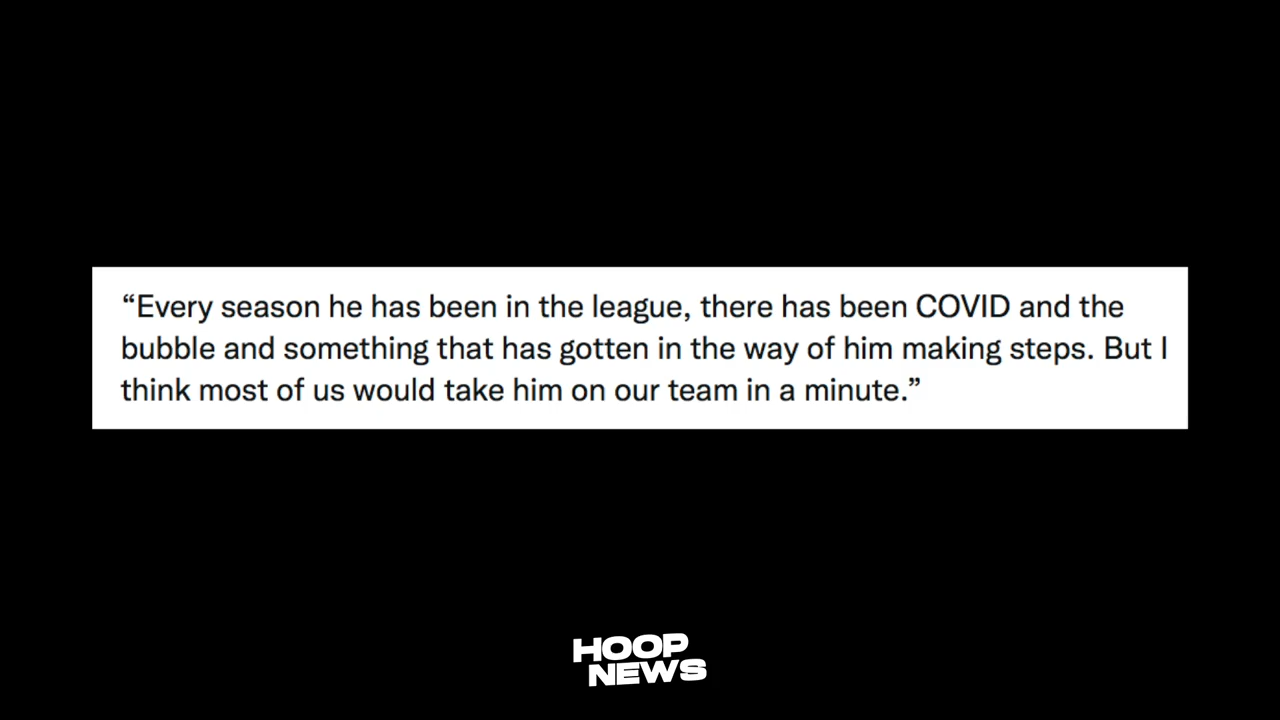 “Every season he has been in the league, there has been COVID and the
bubble and something that has gotten in the way of him making steps. But I
think most of us would take him on our team in a minute.”
HOOP
NEWS